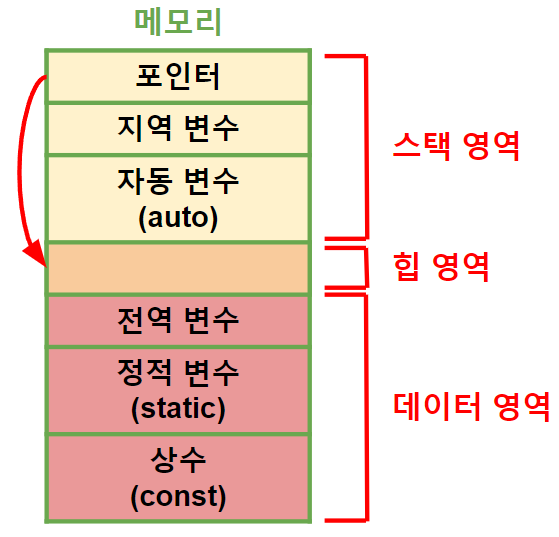 메모리
포인터
지역 변수
자동 변수
(auto)
스택 영역
힙 영역
전역 변수
정적 변수
(static)
상수
(const)
데이터 영역